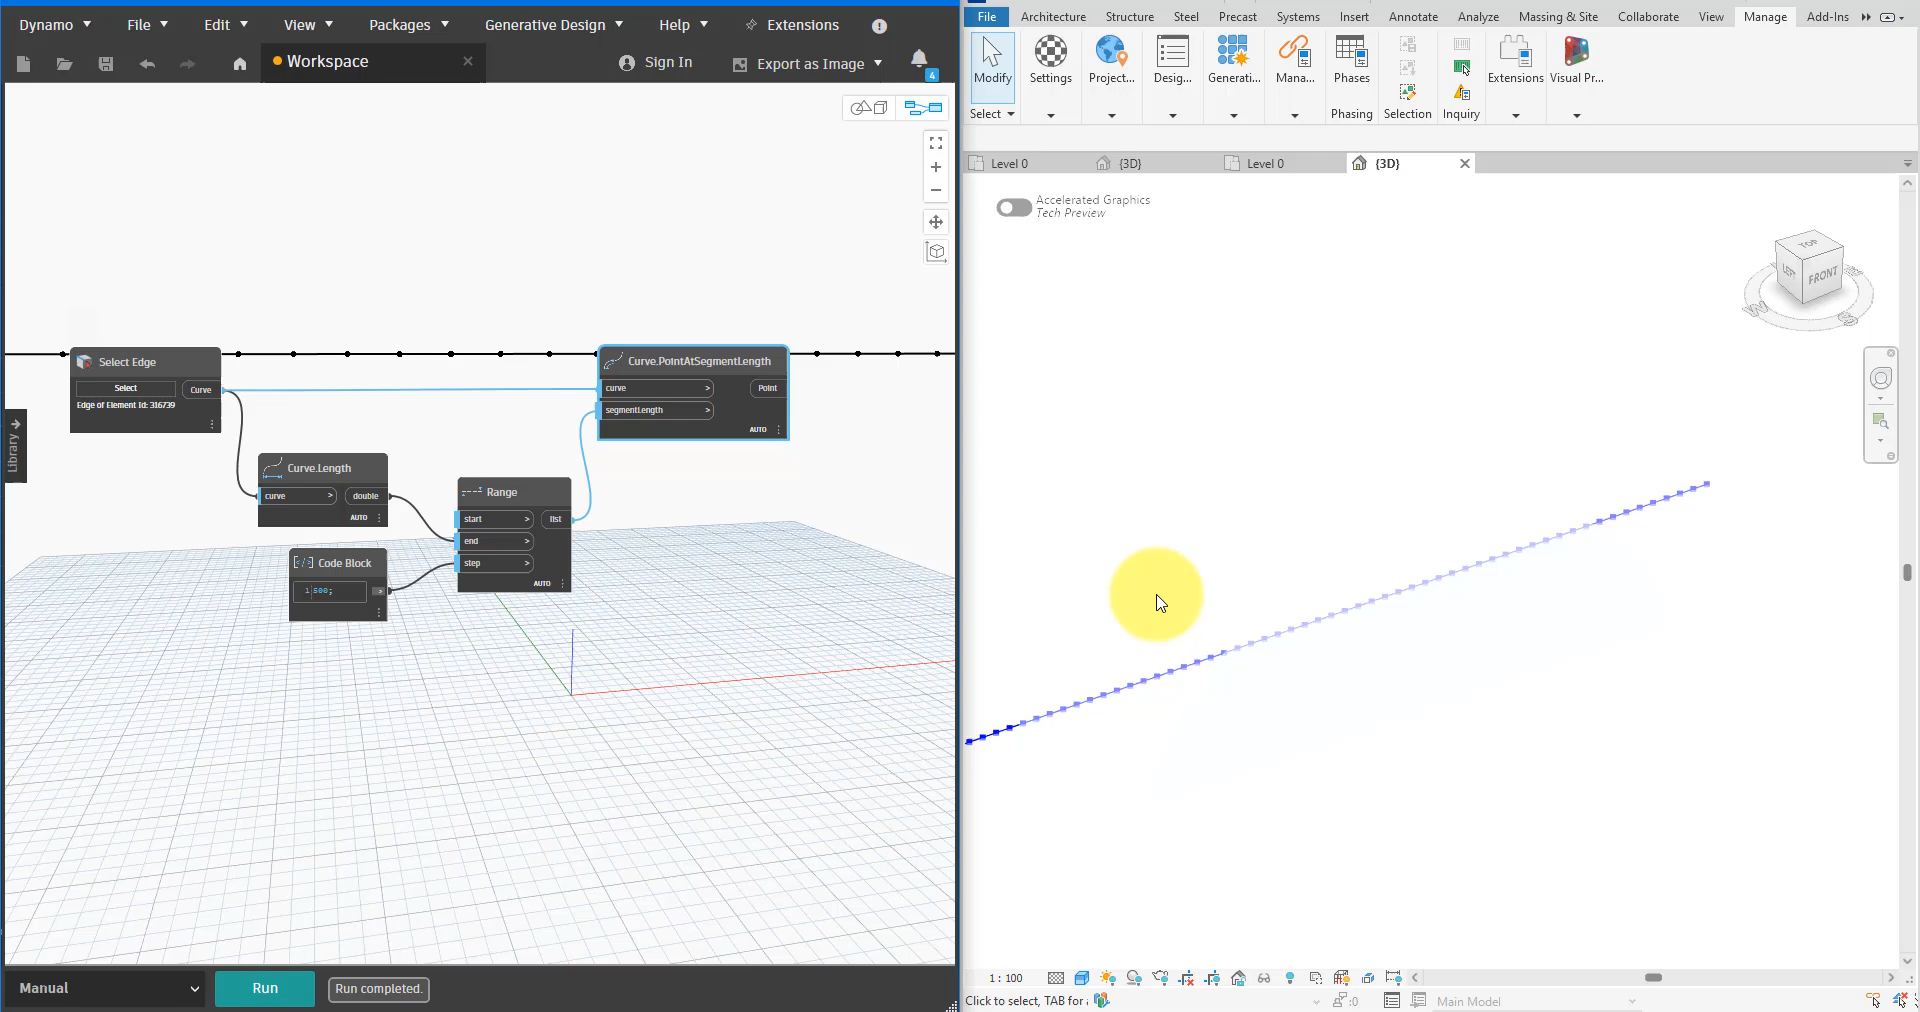 Dynamo File Edit View Packages Generative Design Help Extensions
Workspace
Sign In
Export as Image
4
Select Edge
Select
Curve
Edge of Element Id: 316739
Curve.PointAtSegmentLength
curve >
Point
segmentLength >
AUTO
Library
Curve.Length
curve >
double
AUTO
Range
start >
list
end >
step >
AUTO
Code Block
1500;
>
Manual
Run
Run completed.
File Architecture Structure Steel Precast Systems Insert Annotate Analyze Massing & Site Collaborate View Manage Add-Ins
Modify
Settings
Project...
Desig...
Generati...
Mana...
Phases
Extensions
Visual Pr...
Select
Phasing
Selection
Inquiry
Level 0
{3D}
Level 0
{3D}
Accelerated Graphics
Tech Preview
TOP
LEFT
FRONT
W
1 : 100
Click to select, TAB for
:0
Main Model